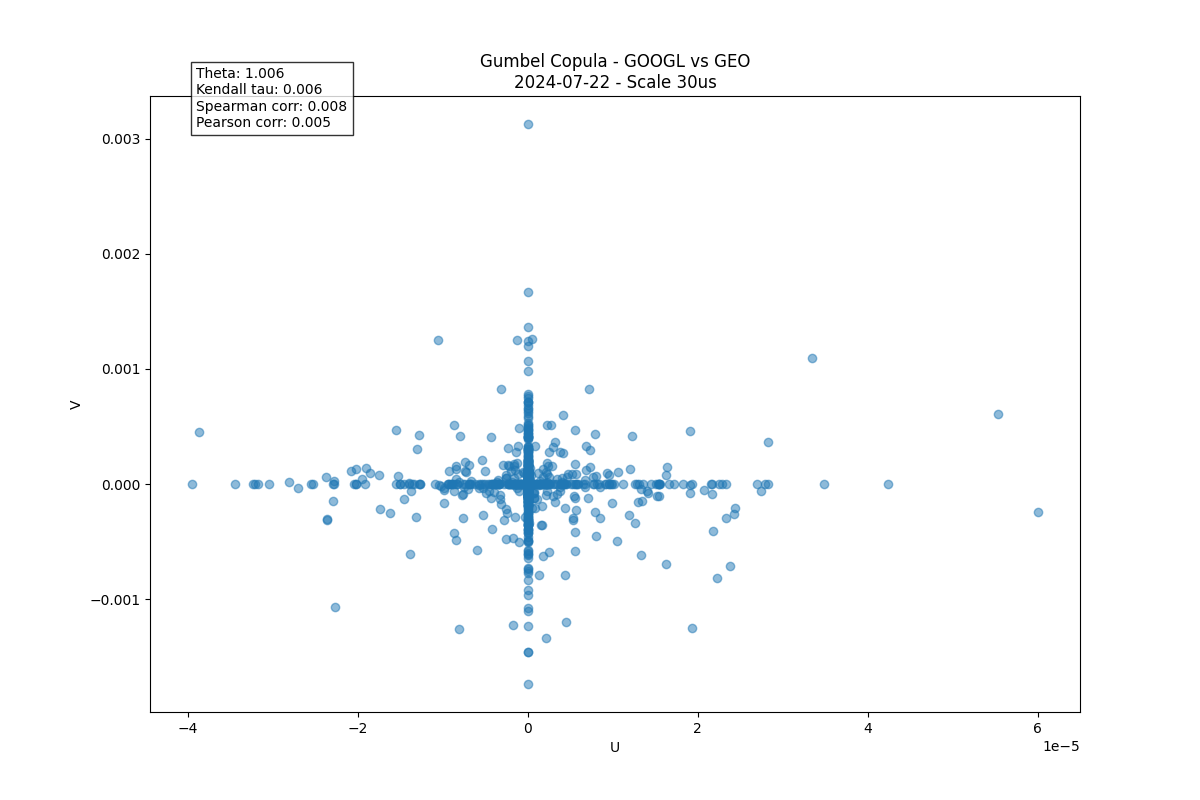 Gumbel Copula - GOOGL vs GEO
2024-07-22 - Scale 30us
Theta: 1.006
Kendall tau: 0.006
Spearman corr: 0.008
Pearson corr: 0.005
0.003
0.002
0.001
0.000
−0.001
V
−4
−2
0
2
4
6
1e−5
U